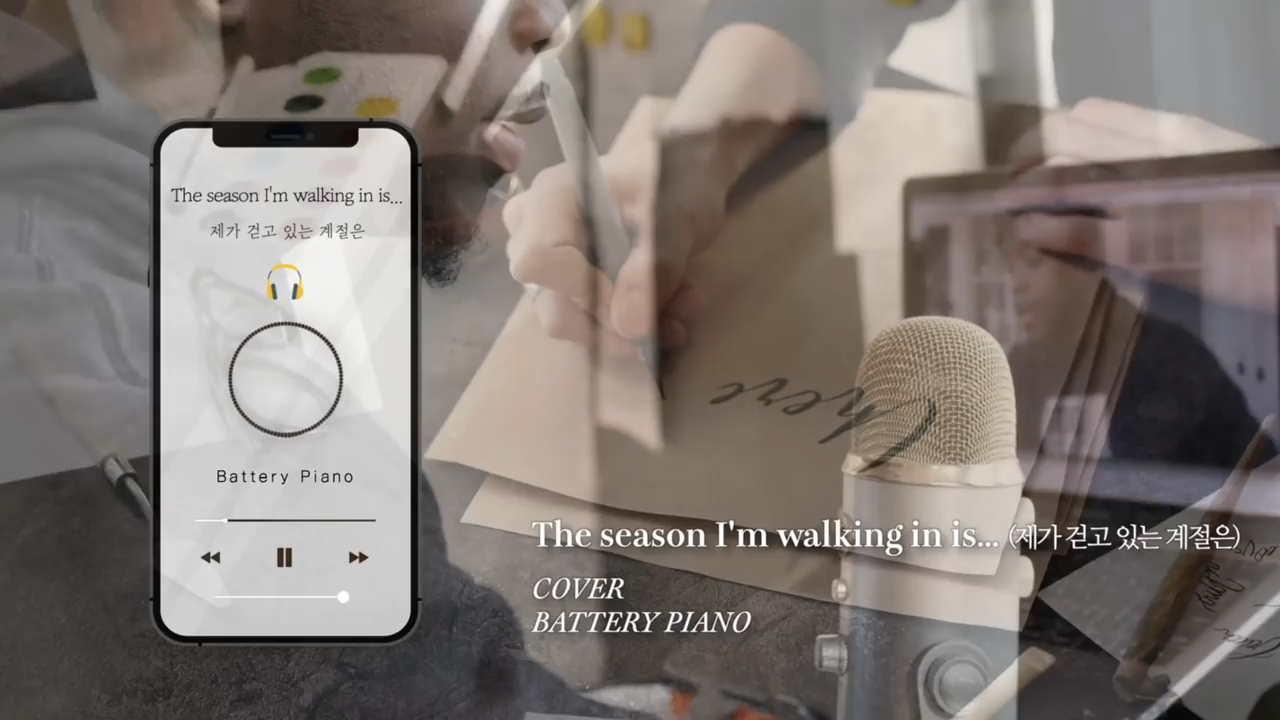 The season I'm walking in is...
제가 걷고 있는 계절은
Battery Piano
The season I'm walking in is... (제가 걷고 있는 계절은)
COVER
BATTERY PIANO